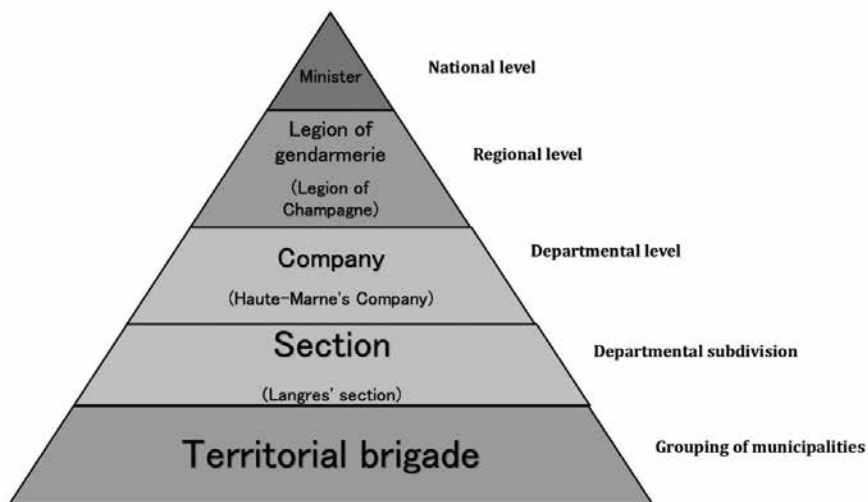 Minister
National level
Legion of
gendarmerie
(Legion of
Champagne)
Regional level
Company
(Haute-Marne's Company)
Departmental level
Section
(Langres' section)
Departmental subdivision
Territorial brigade
Grouping of municipalities